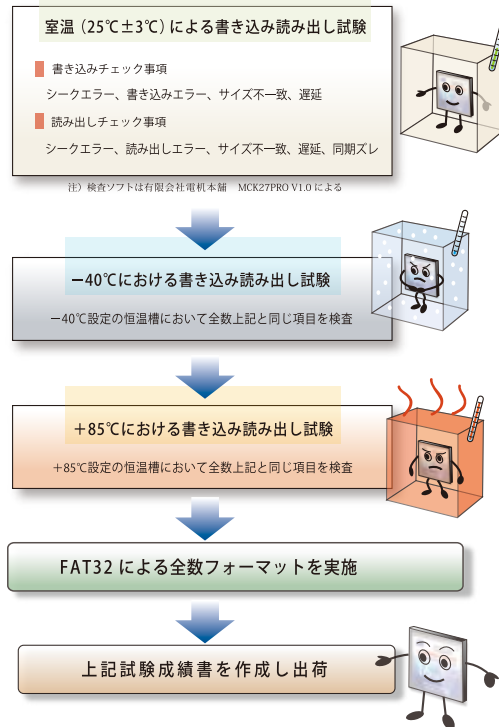 室温（25℃±3℃）による書き込み読み出し試験
書き込みチェック事項
シークエラー、書き込みエラー、サイズ不一致、遅延
読み出しチェック事項
シークエラー、読み出しエラー、サイズ不一致、遅延、同期ズレ
注）検査ソフトは有限会社電机本舗　MCK27PRO V1.0 による
－40℃における書き込み読み出し試験
－40℃設定の恒温槽において全数上記と同じ項目を検査
＋85℃における書き込み読み出し試験
＋85℃設定の恒温槽において全数上記と同じ項目を検査
FAT32 による全数フォーマットを実施
上記試験成績書を作成し出荷